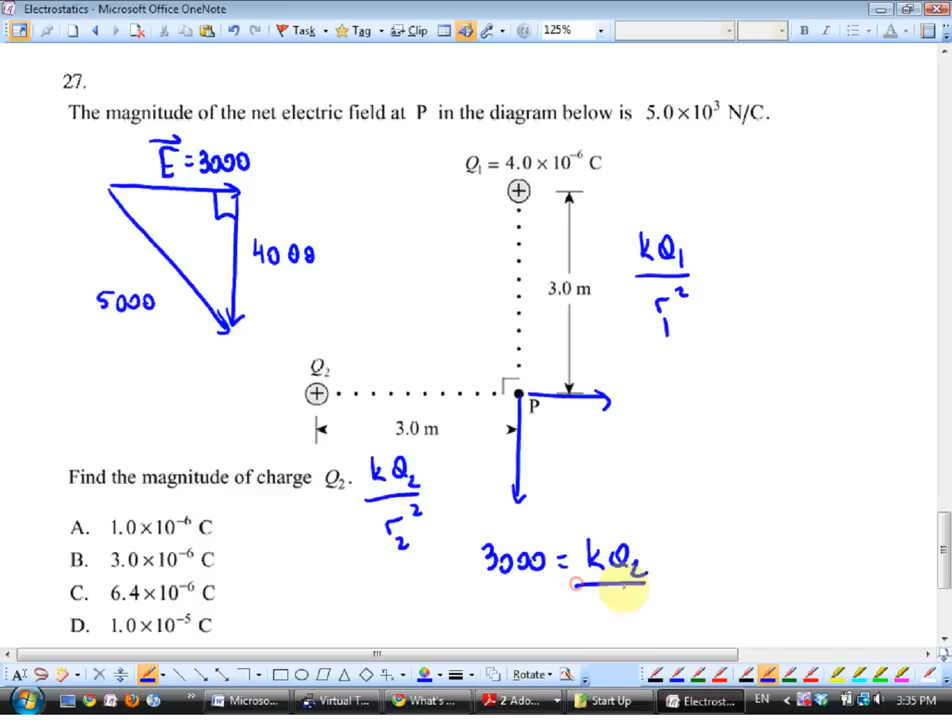 Electrostatics - Microsoft Office OneNote
Task Tag Clip 125% B I U A
27.
The magnitude of the net electric field at P in the diagram below is 5.0×10³ N/C.
E⃗ = 3000
Q₁ = 4.0 × 10⁻⁶ C
+
4000
kQ₁
r₁²
5000
3.0 m
Q₂
+
P
3.0 m
Find the magnitude of charge Q₂.
kQ₂
r₂²
A. 1.0×10⁻⁶ C
B. 3.0×10⁻⁶ C
C. 6.4×10⁻⁶ C
D. 1.0×10⁻⁵ C
3000 = kQ₂
Rotate
Microso... Virtual T... What's ... 2 Ado... Start Up Electrost... EN 3:35 PM